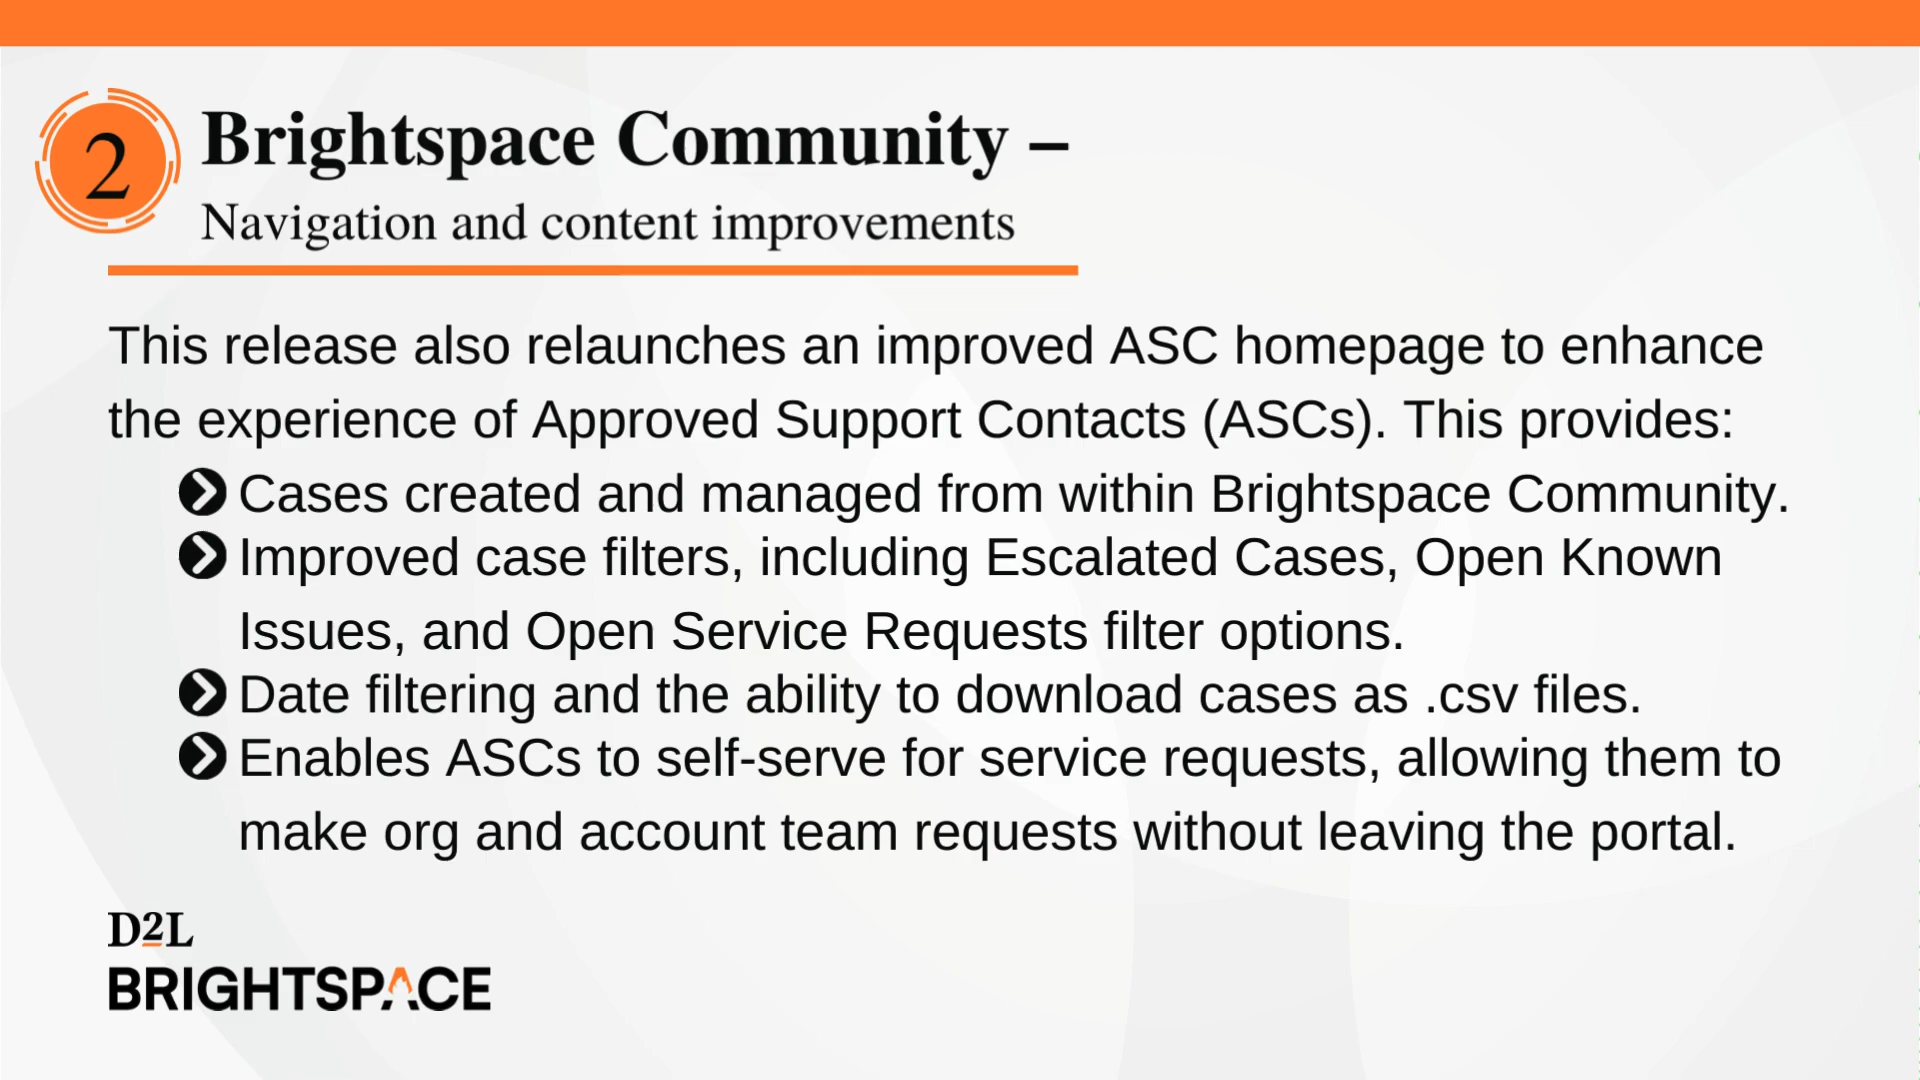 2
Brightspace Community –
Navigation and content improvements
This release also relaunches an improved ASC homepage to enhance
the experience of Approved Support Contacts (ASCs). This provides:
Cases created and managed from within Brightspace Community.
Improved case filters, including Escalated Cases, Open Known
Issues, and Open Service Requests filter options.
Date filtering and the ability to download cases as .csv files.
Enables ASCs to self-serve for service requests, allowing them to
make org and account team requests without leaving the portal.
D2L
BRIGHTSPACE